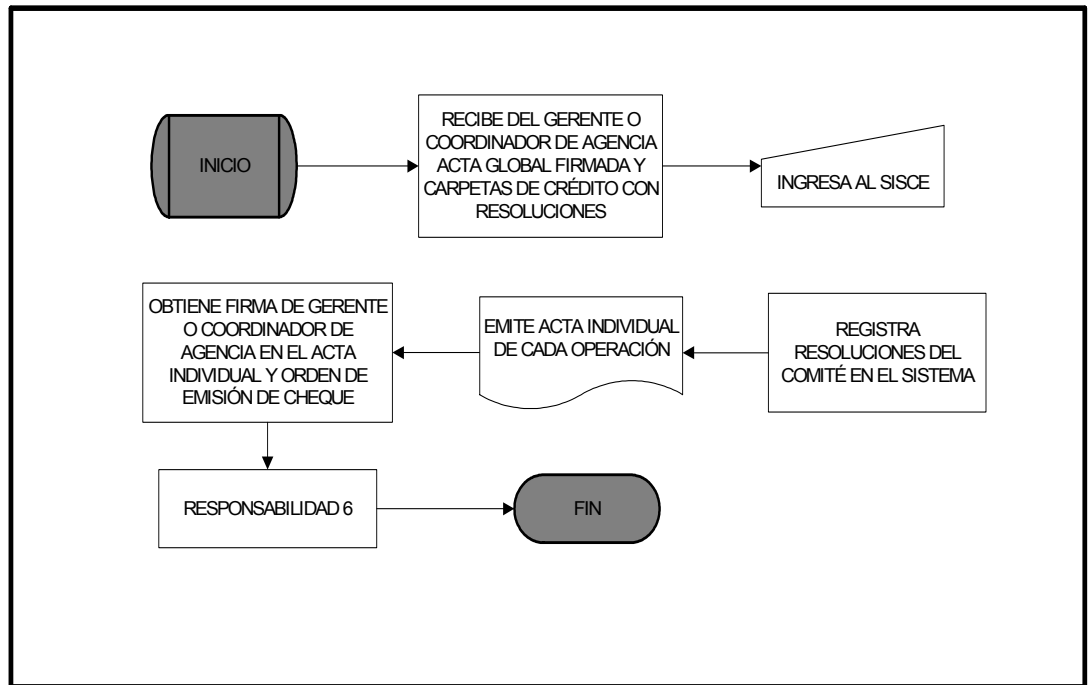 INICIO
RECIBE DEL GERENTE O
COORDINADOR DE AGENCIA
ACTA GLOBAL FIRMADA Y
CARPETAS DE CRÉDITO CON
RESOLUCIONES
INGRESA AL SISCE
OBTIENE FIRMA DE GERENTE
O COORDINADOR DE
AGENCIA EN EL ACTA
INDIVIDUAL Y ORDEN DE
EMISIÓN DE CHEQUE
EMITE ACTA INDIVIDUAL
DE CADA OPERACIÓN
REGISTRA
RESOLUCIONES DEL
COMITÉ EN EL SISTEMA
RESPONSABILIDAD 6
FIN